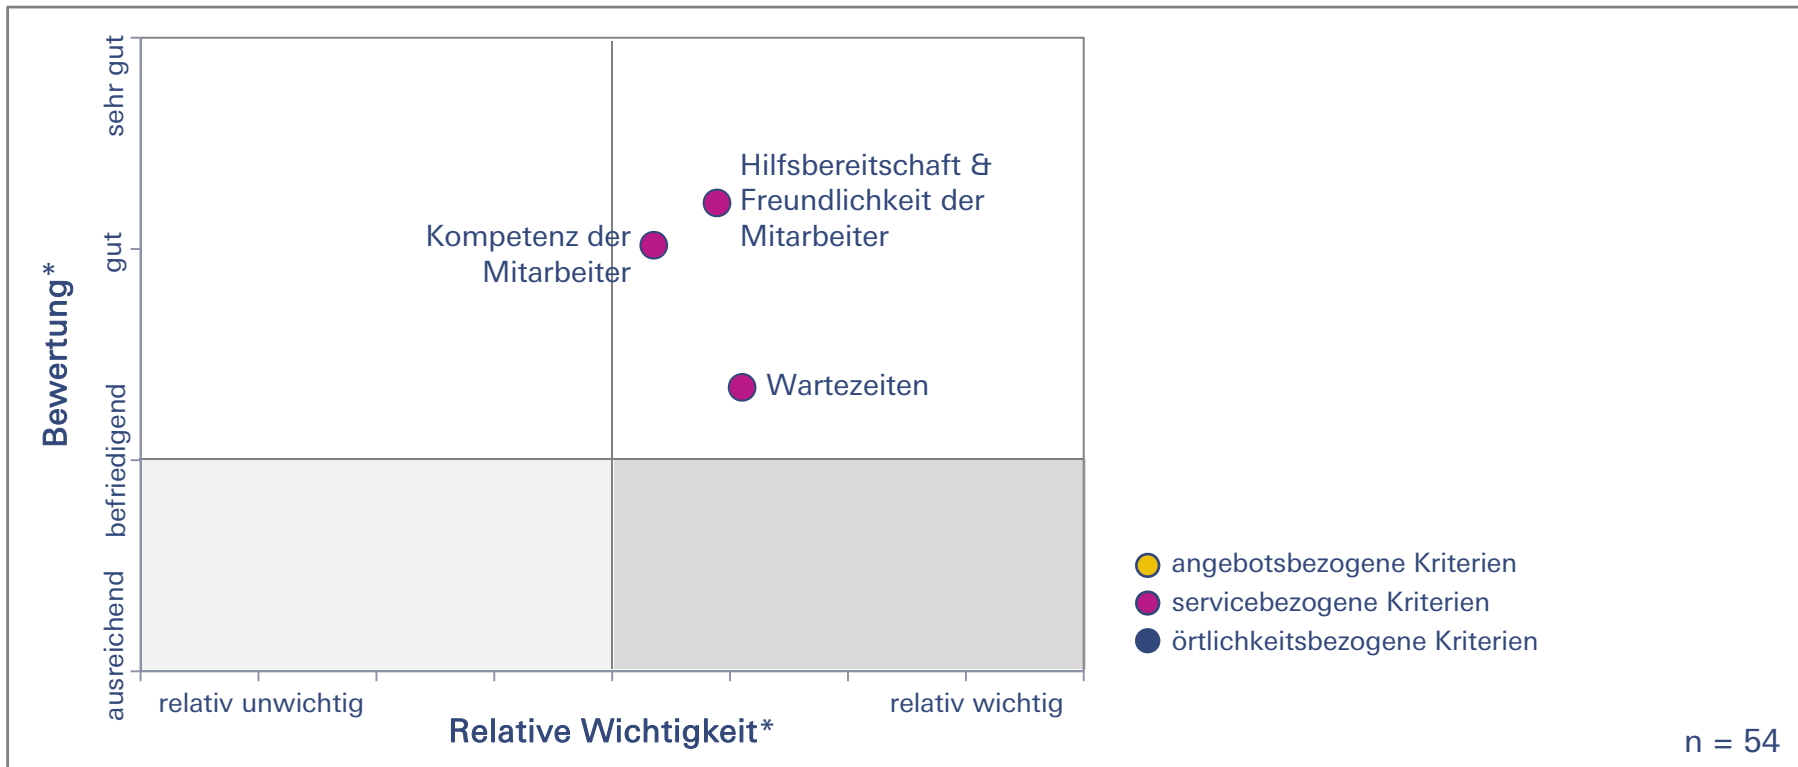 sehr gut
gut
befriedigend
ausreichend
Bewertung*
Hilfsbereitschaft &
Freundlichkeit der
Mitarbeiter
Kompetenz der
Mitarbeiter
Wartezeiten
angebotsbezogene Kriterien
servicebezogene Kriterien
örtlichkeitsbezogene Kriterien
relativ unwichtig
relativ wichtig
Relative Wichtigkeit*
n = 54